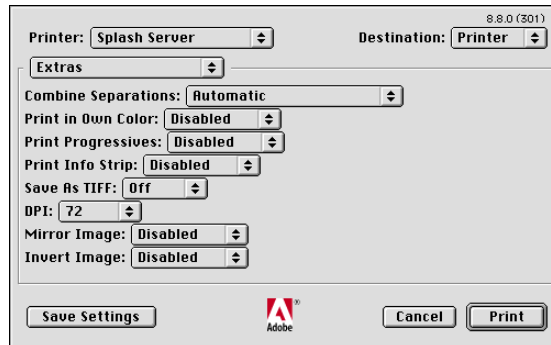 8.8.0 (301)
Printer: Splash Server Destination: Printer
Extras
Combine Separations: Automatic
Print in Own Color: Disabled
Print Progressives: Disabled
Print Info Strip: Disabled
Save As TIFF: Off
DPI: 72
Mirror Image: Disabled
Invert Image: Disabled
Save Settings Adobe® Cancel Print